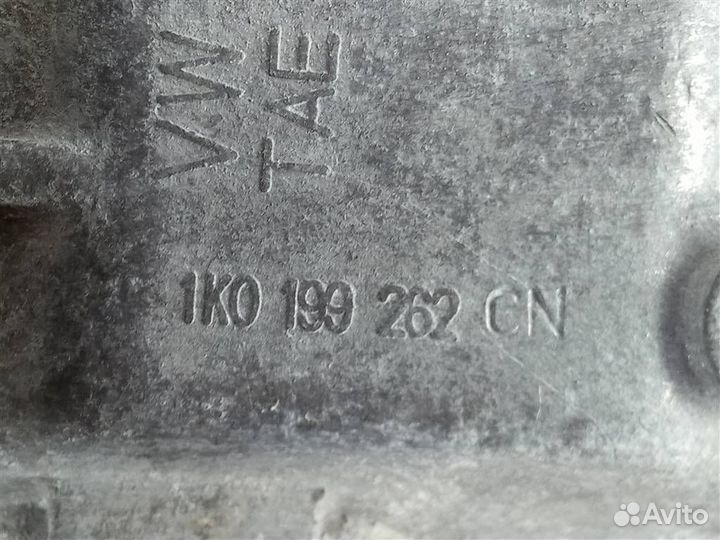 VW
TAE
1K0 199 262 CN
Avito